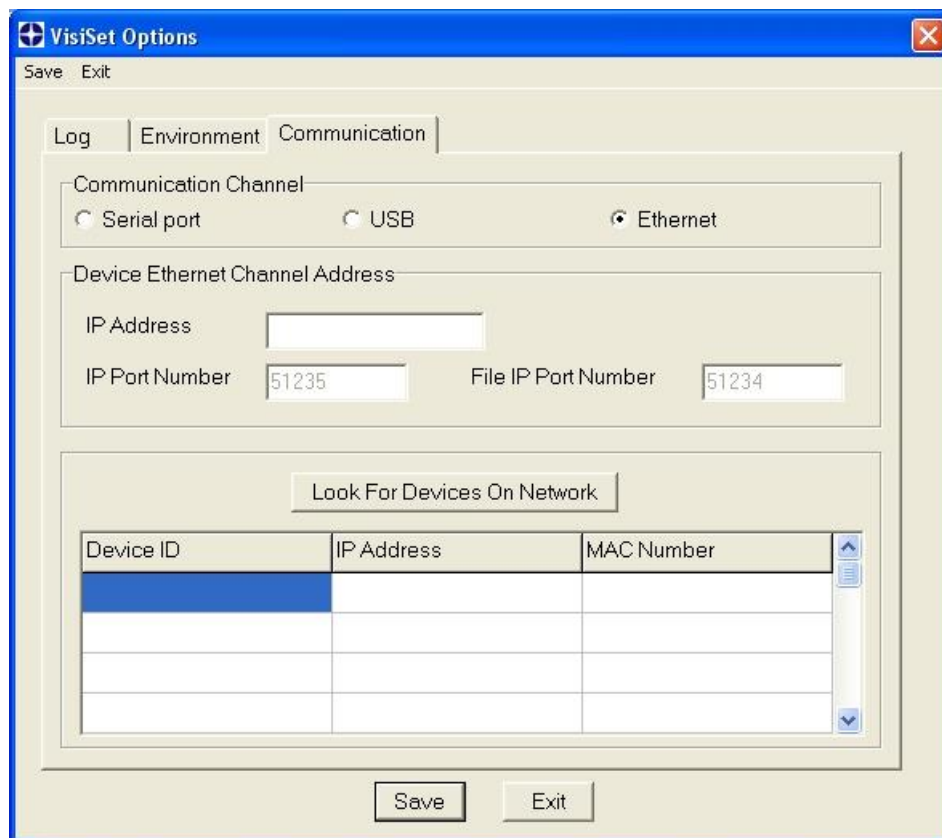 VisiSet Options
Save Exit
Log Environment Communication
Communication Channel
Serial port USB Ethernet
Device Ethernet Channel Address
IP Address
IP Port Number 51235 File IP Port Number 51234
Look For Devices On Network
Device ID IP Address MAC Number
Save Exit